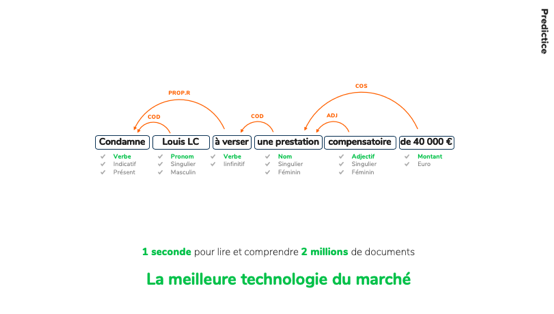 Predictice
COS
PROP.R
COD
COD
ADJ
Condamne Louis LC à verser une prestation compensatoire de 40 000 €
Verbe Pronom Verbe Nom Adjectif Montant
Indicatif Singulier Infinitif Singulier Singulier Euro
Présent Masculin Féminin Féminin
1 seconde pour lire et comprendre 2 millions de documents
La meilleure technologie du marché